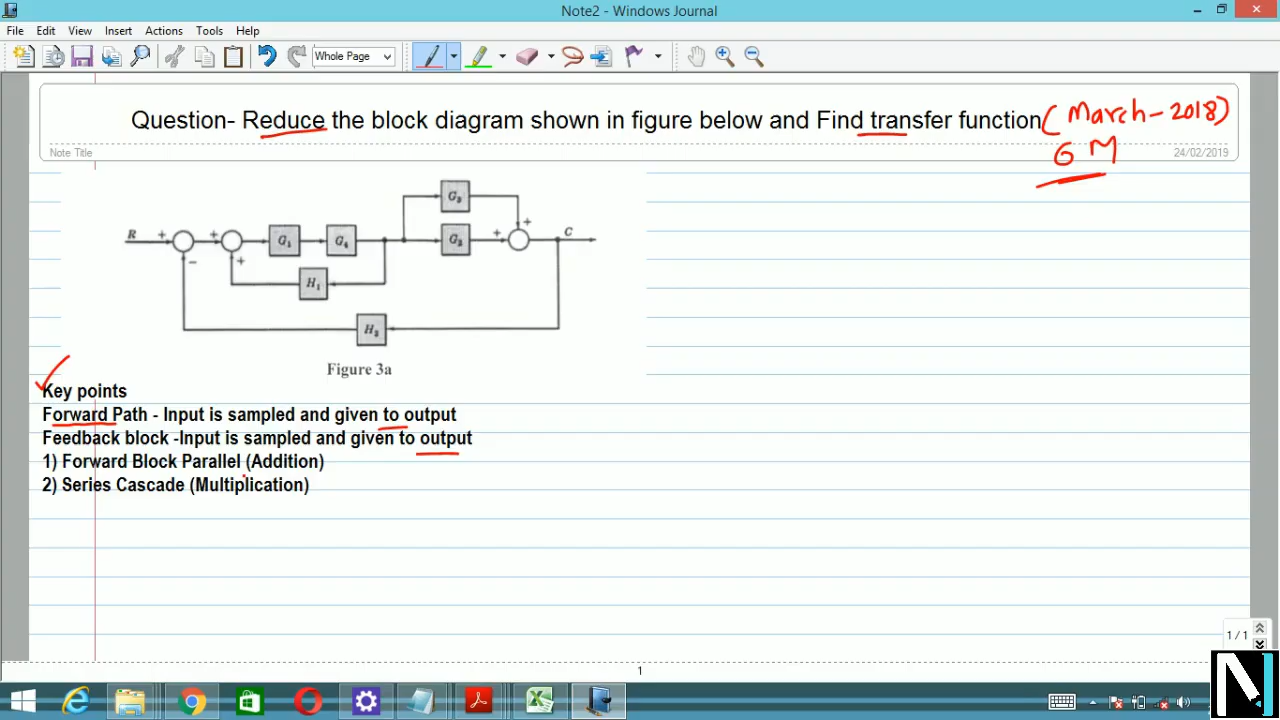 Note2 - Windows Journal
File Edit View Insert Actions Tools Help
Whole Page
Question- Reduce the block diagram shown in figure below and Find transfer function (March-2018)
6 M
Note Title
24/02/2019
G3
R + + G1 G4 G2 + + C
- + H1
H2
Figure 3a
Key points
Forward Path - Input is sampled and given to output
Feedback block -Input is sampled and given to output
1) Forward Block Parallel (Addition)
2) Series Cascade (Multiplication)
1/1
1